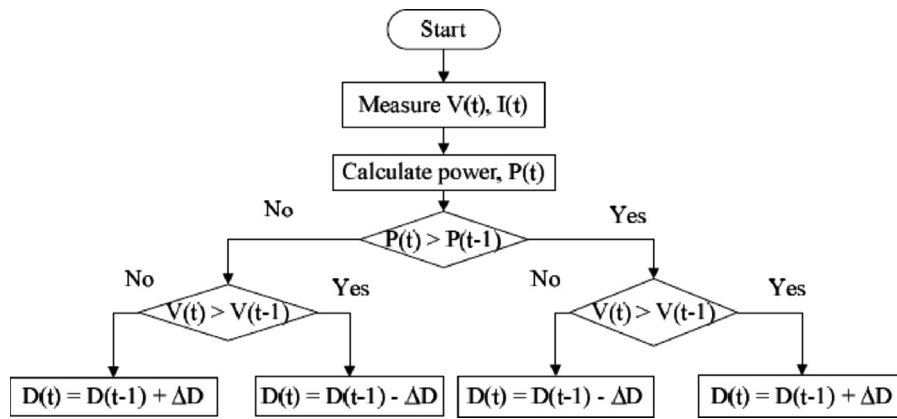 Start
Measure V(t), I(t)
Calculate power, P(t)
No
Yes
P(t) > P(t-1)
No
Yes
No
Yes
V(t) > V(t-1)
V(t) > V(t-1)
D(t) = D(t-1) + ΔD
D(t) = D(t-1) - ΔD
D(t) = D(t-1) - ΔD
D(t) = D(t-1) + ΔD